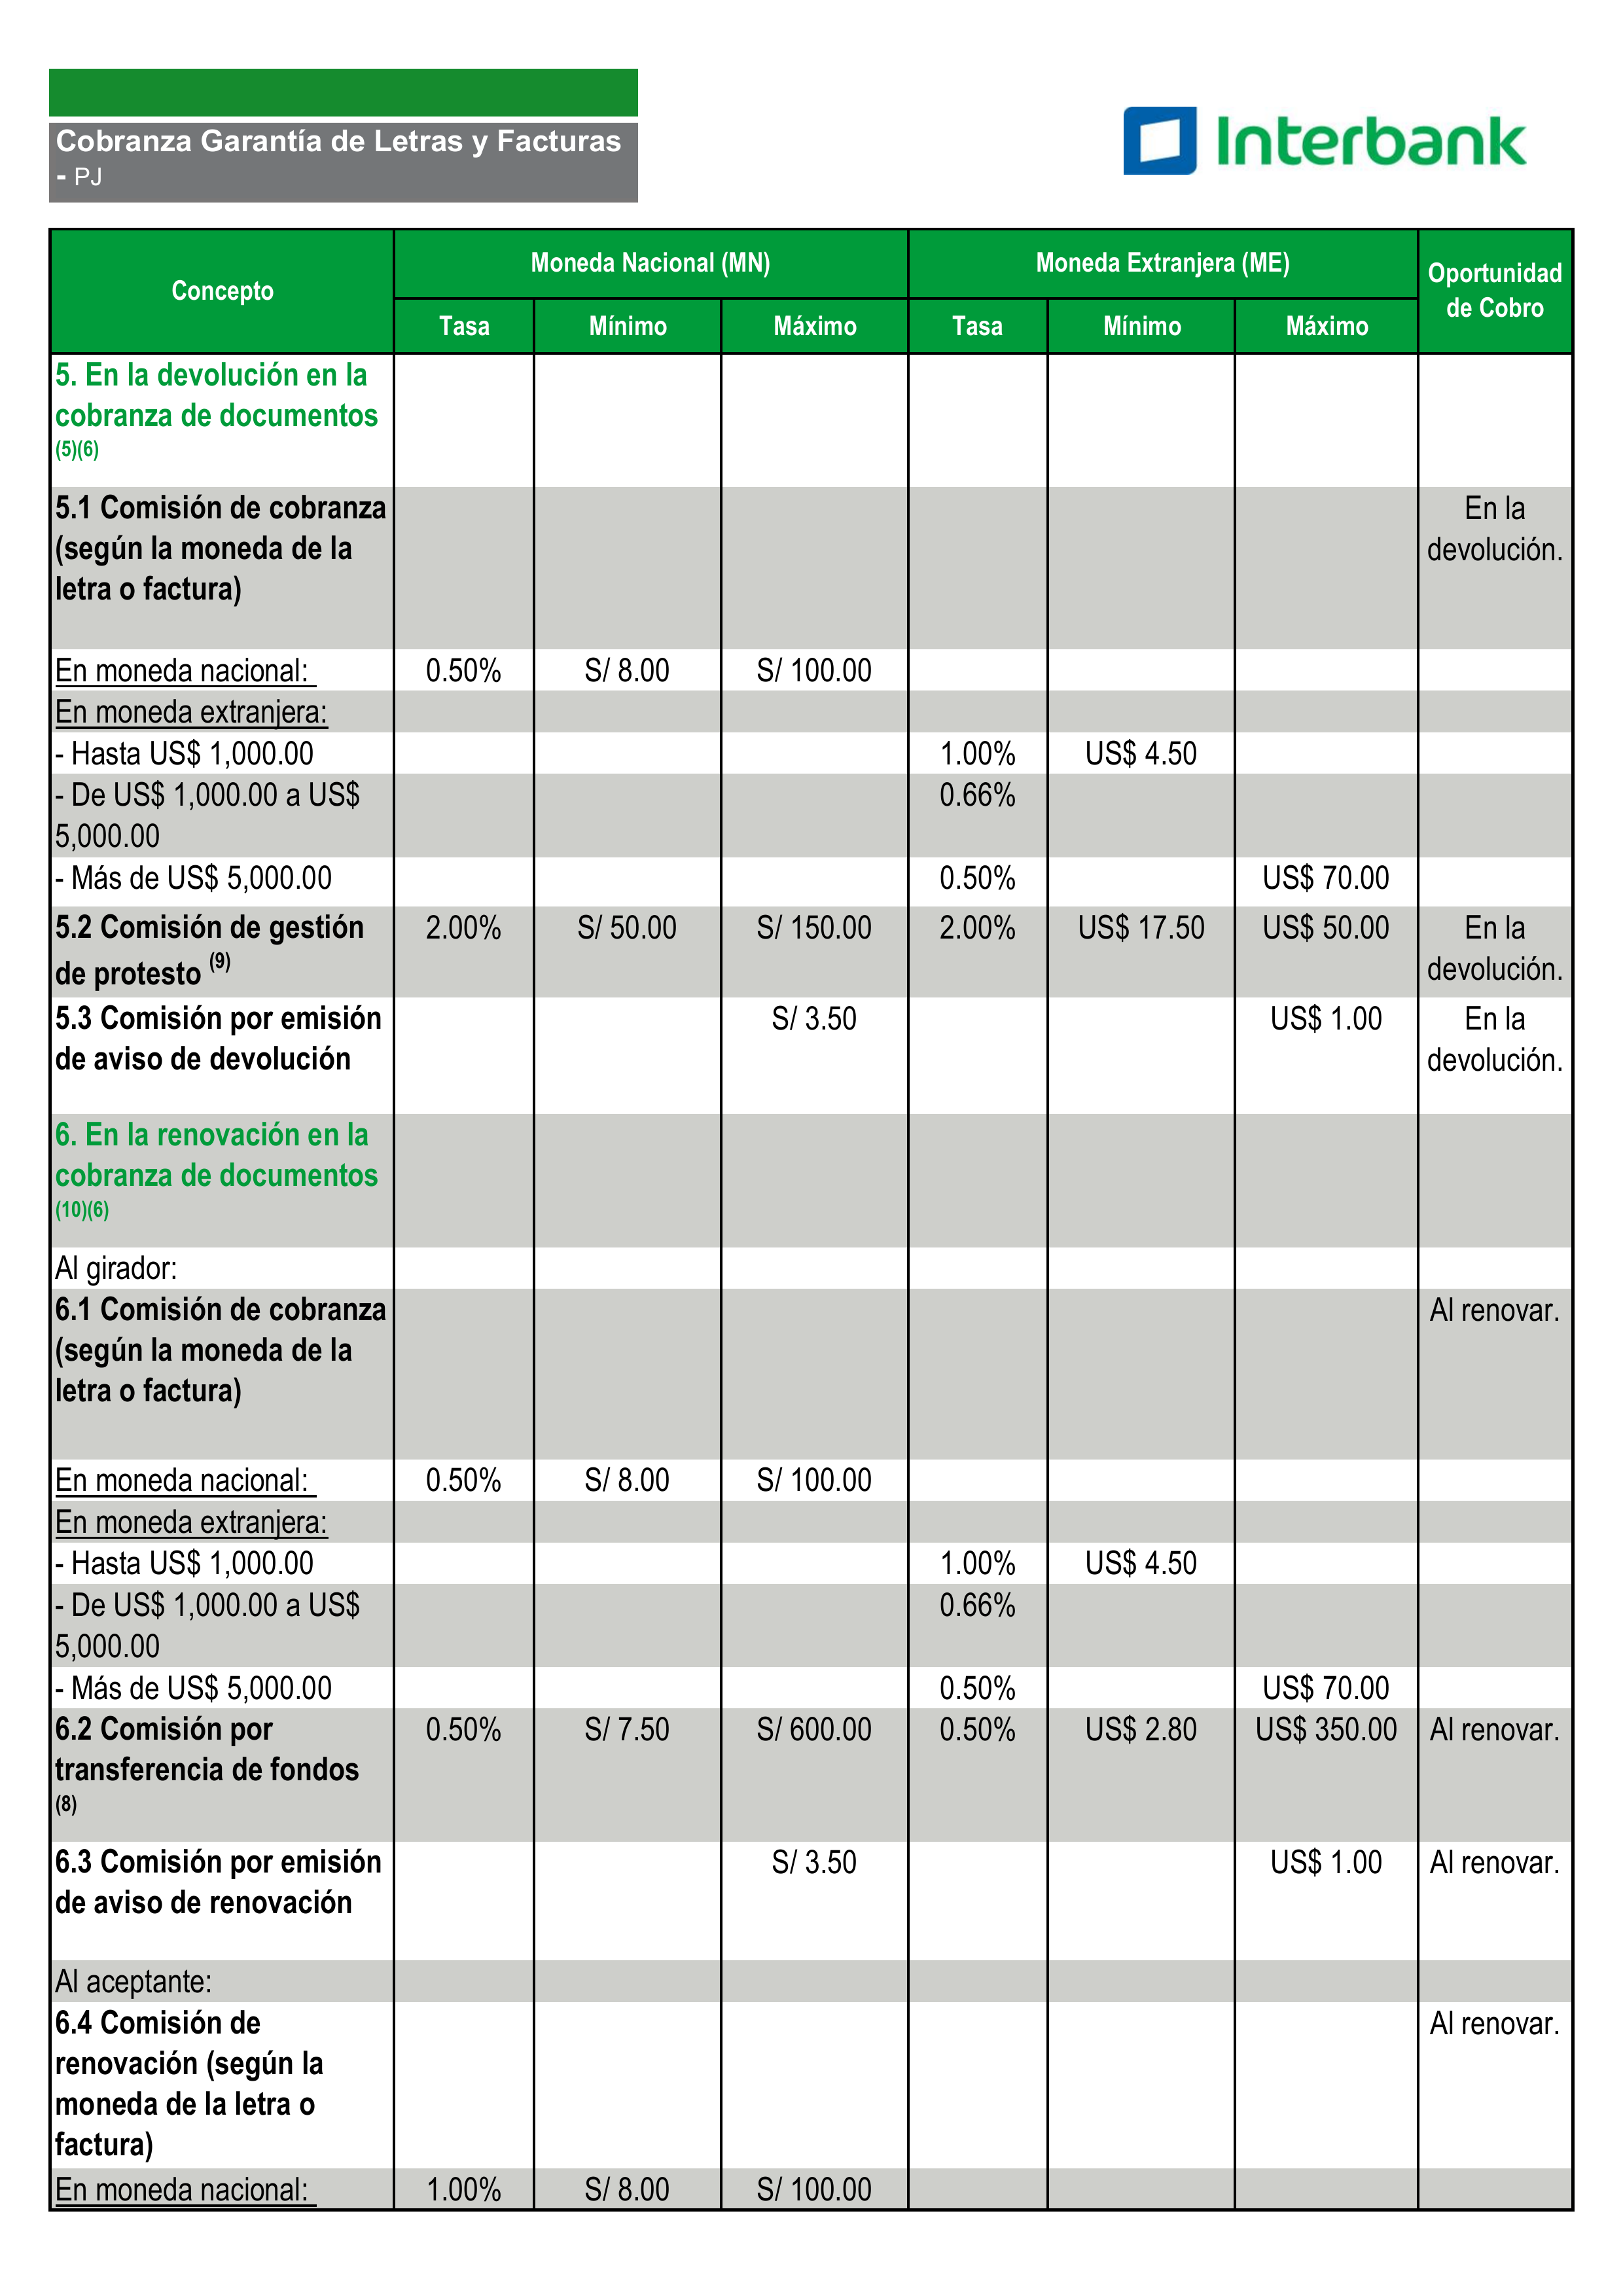 Cobranza Garantía de Letras y Facturas
- PJ
Interbank
Concepto
Moneda Nacional (MN)
Moneda Extranjera (ME)
Oportunidad
de Cobro
Tasa Mínimo Máximo Tasa Mínimo Máximo
5. En la devolución en la
cobranza de documentos
(5)(6)
5.1 Comisión de cobranza En la
(según la moneda de la devolución.
letra o factura)
En moneda nacional: 0.50% S/ 8.00 S/ 100.00
En moneda extranjera:
- Hasta US$ 1,000.00 1.00% US$ 4.50
- De US$ 1,000.00 a US$ 0.66%
5,000.00
- Más de US$ 5,000.00 0.50% US$ 70.00
5.2 Comisión de gestión 2.00% S/ 50.00 S/ 150.00 2.00% US$ 17.50 US$ 50.00 En la
de protesto (9) devolución.
5.3 Comisión por emisión S/ 3.50 US$ 1.00 En la
de aviso de devolución devolución.
6. En la renovación en la
cobranza de documentos
(10)(6)
Al girador:
6.1 Comisión de cobranza Al renovar.
(según la moneda de la
letra o factura)
En moneda nacional: 0.50% S/ 8.00 S/ 100.00
En moneda extranjera:
- Hasta US$ 1,000.00 1.00% US$ 4.50
- De US$ 1,000.00 a US$ 0.66%
5,000.00
- Más de US$ 5,000.00 0.50% US$ 70.00
6.2 Comisión por 0.50% S/ 7.50 S/ 600.00 0.50% US$ 2.80 US$ 350.00 Al renovar.
transferencia de fondos
(8)
6.3 Comisión por emisión S/ 3.50 US$ 1.00 Al renovar.
de aviso de renovación
Al aceptante:
6.4 Comisión de Al renovar.
renovación (según la
moneda de la letra o
factura)
En moneda nacional: 1.00% S/ 8.00 S/ 100.00